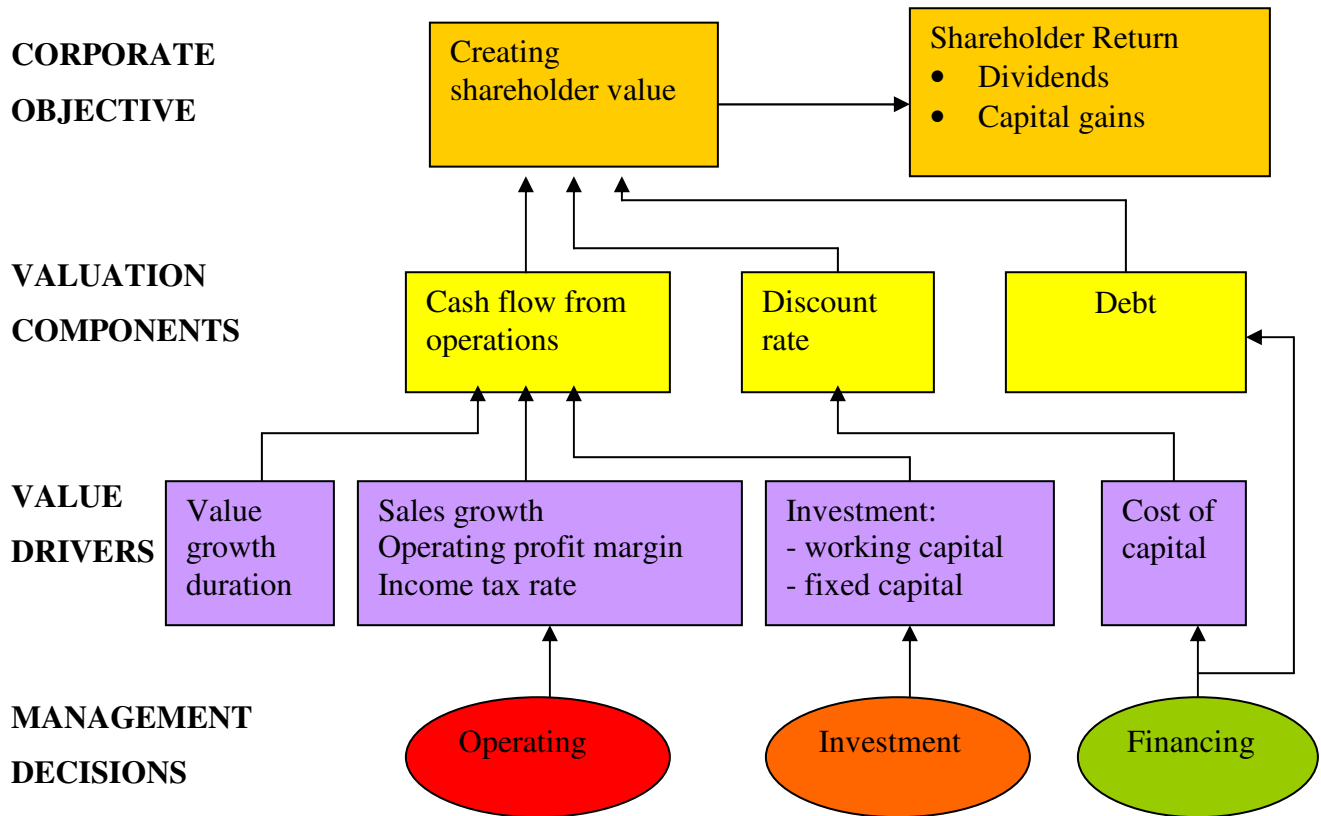 CORPORATE
OBJECTIVE
Creating
shareholder value
Shareholder Return
• Dividends
• Capital gains
VALUATION
COMPONENTS
Cash flow from
operations
Discount
rate
Debt
VALUE
DRIVERS
Value
growth
duration
Sales growth
Operating profit margin
Income tax rate
Investment:
- working capital
- fixed capital
Cost of
capital
MANAGEMENT
DECISIONS
Operating
Investment
Financing